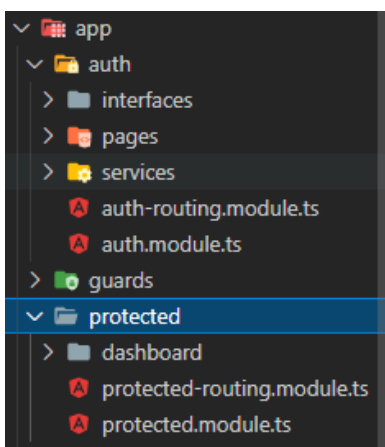 app
auth
interfaces
pages
services
auth-routing.module.ts
auth.module.ts
guards
protected
dashboard
protected-routing.module.ts
protected.module.ts